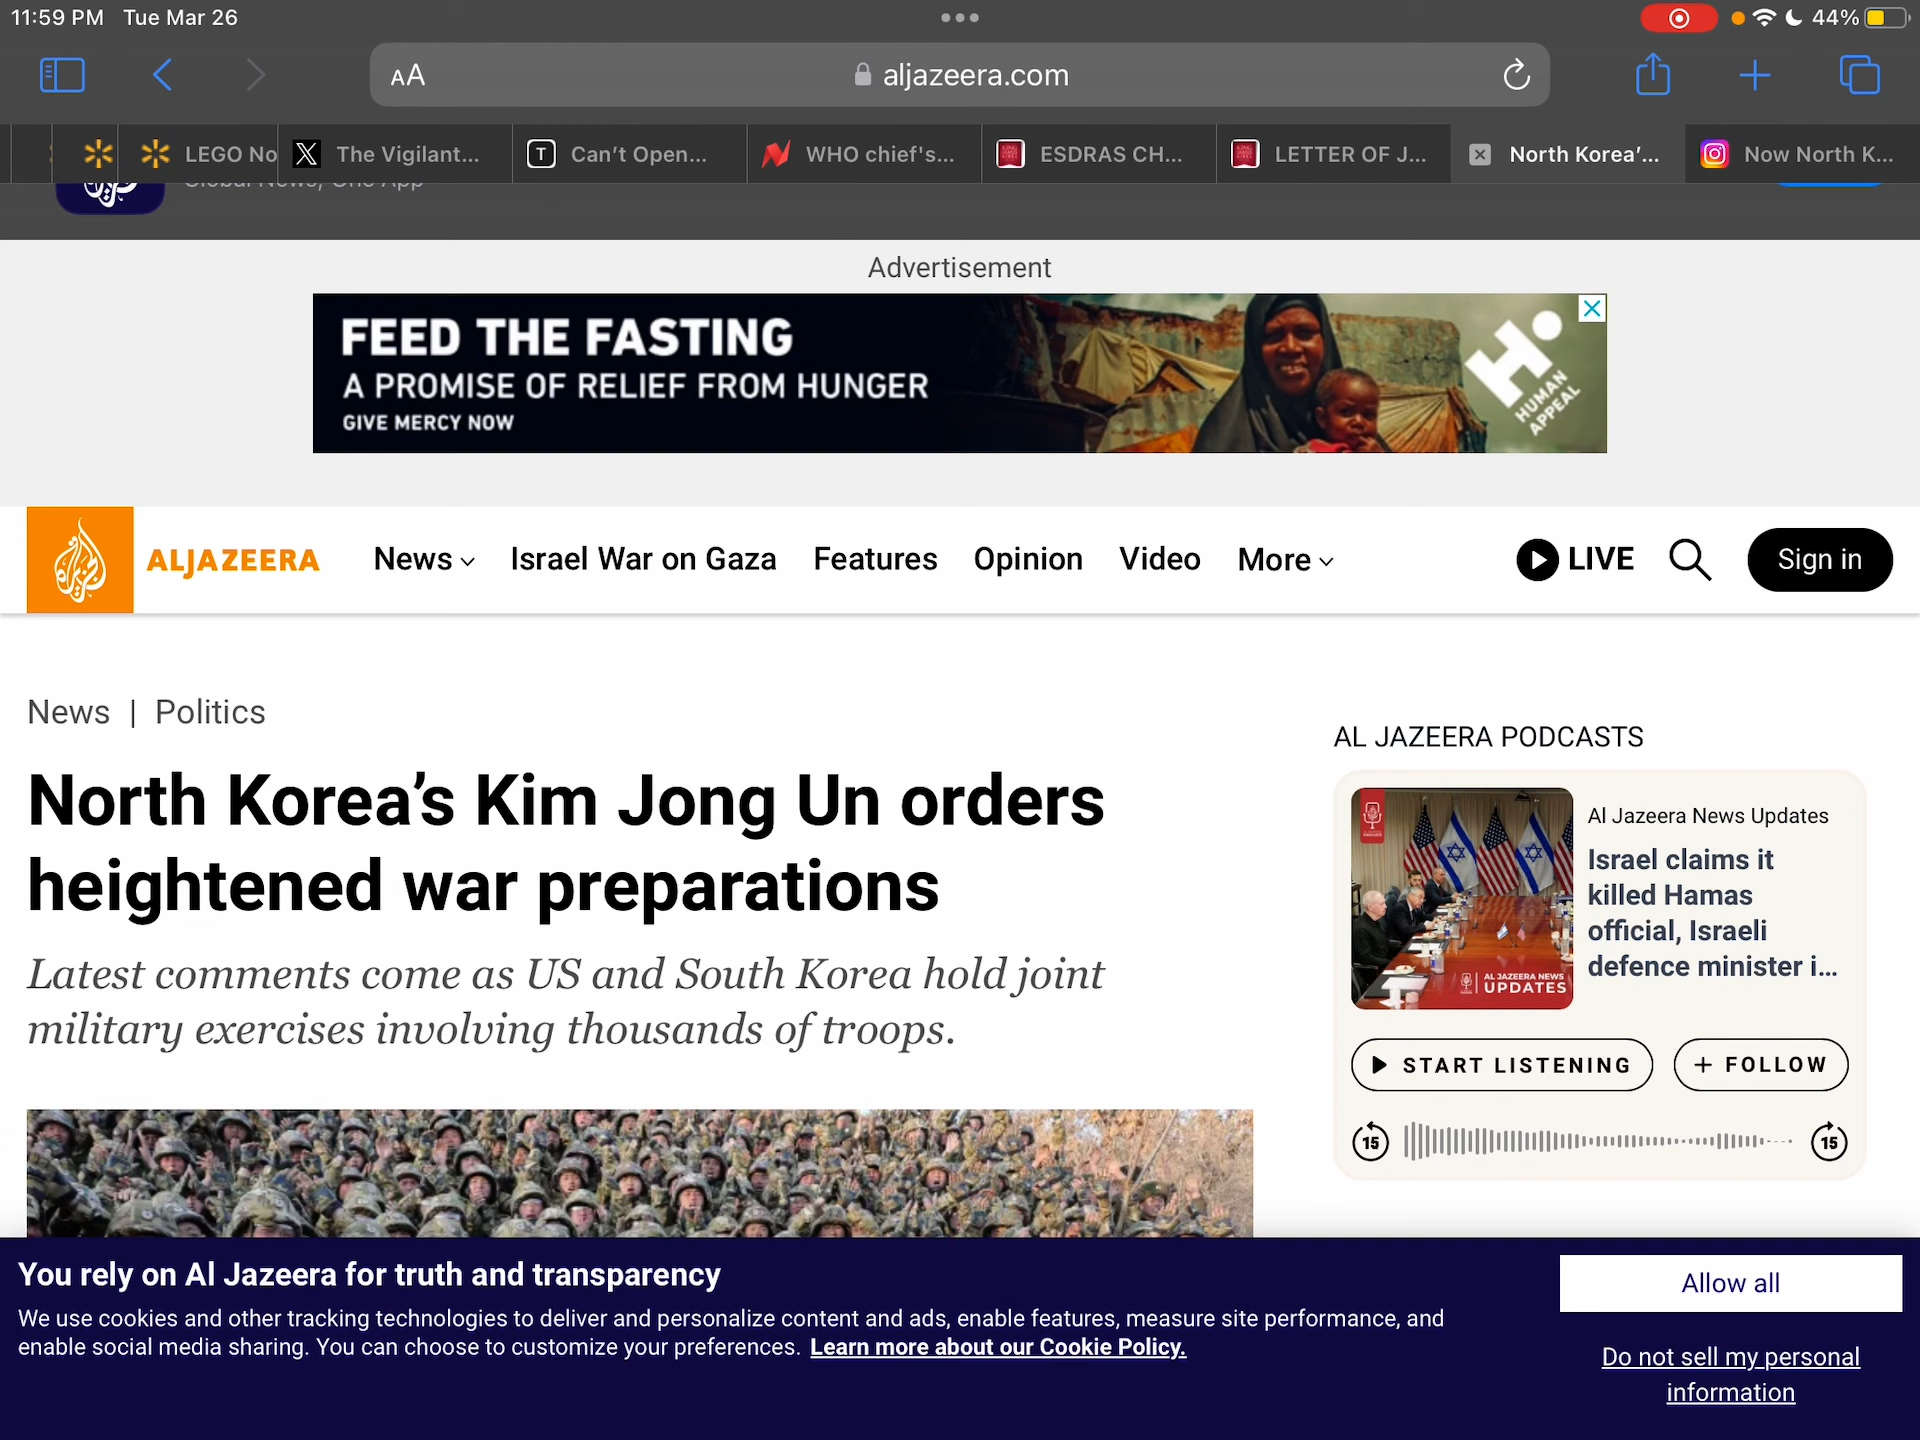 11:59 PM Tue Mar 26
44%
AA
aljazeera.com
LEGO No
The Vigilant...
Can't Open...
WHO chief's...
ESDRAS CH...
LETTER OF J...
North Korea'...
Now North K...
Global News, One App
Advertisement
FEED THE FASTING
A PROMISE OF RELIEF FROM HUNGER
GIVE MERCY NOW
HUMAN
APPEAL
ALJAZEERA
News
Israel War on Gaza
Features
Opinion
Video
More
LIVE
Sign in
News | Politics
North Korea's Kim Jong Un orders
heightened war preparations
Latest comments come as US and South Korea hold joint
military exercises involving thousands of troops.
AL JAZEERA PODCASTS
Al Jazeera News Updates
Israel claims it
killed Hamas
official, Israeli
defence minister i...
AL JAZEERA NEWS
UPDATES
START LISTENING
+ FOLLOW
15
15
You rely on Al Jazeera for truth and transparency
We use cookies and other tracking technologies to deliver and personalize content and ads, enable features, measure site performance, and
enable social media sharing. You can choose to customize your preferences. Learn more about our Cookie Policy.
Allow all
Do not sell my personal
information